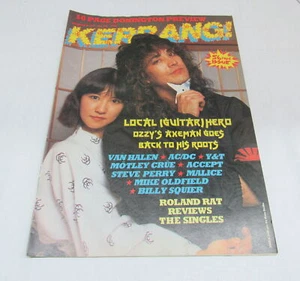 16 PAGE DONINGTON PREVIEW
KERRANG!
LOCAL (GUITAR) HERO
OZZY'S AXEMAN GOES
BACK TO HIS ROOTS
VAN HALEN ★ AC/DC ★ Y&T
MOTLEY CRUE ★ ACCEPT
STEVE PERRY ★ MALICE
★ MIKE OLDFIELD ★
★ BILLY SQUIER
ROLAND RAT
REVIEWS
THE SINGLES